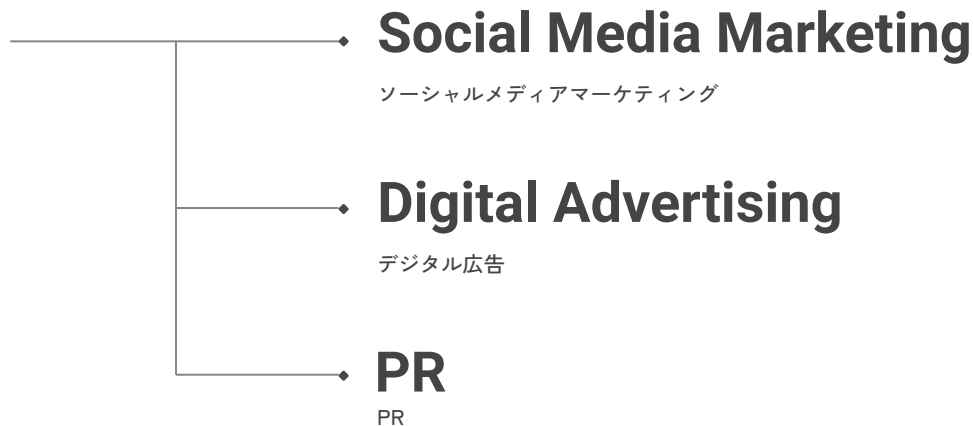 Social Media Marketing
ソーシャルメディアマーケティング
Digital Advertising
デジタル広告
PR
PR